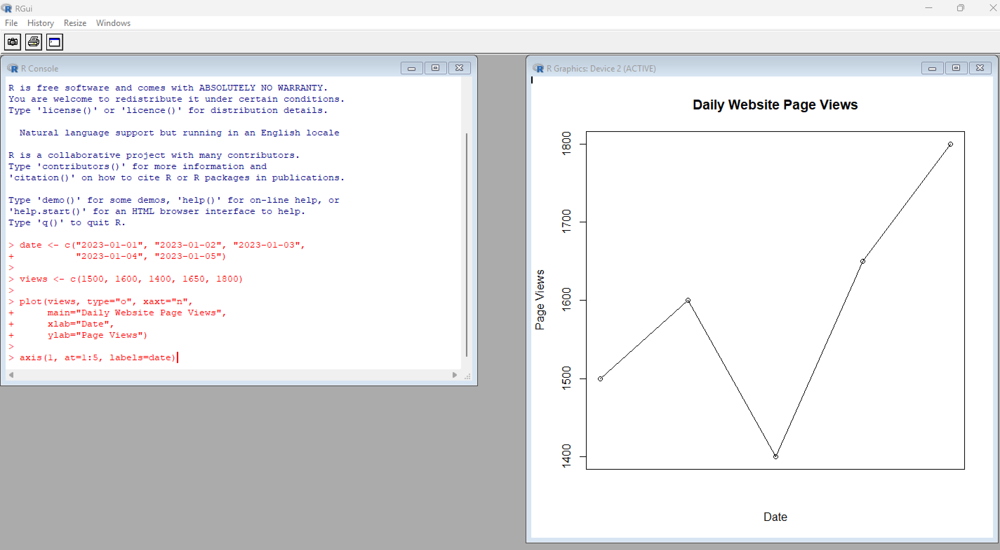 RGui
File History Resize Windows
R Console
R is free software and comes with ABSOLUTELY NO WARRANTY.
You are welcome to redistribute it under certain conditions.
Type 'license()' or 'licence()' for distribution details.
Natural language support but running in an English locale
R is a collaborative project with many contributors.
Type 'contributors()' for more information and
'citation()' on how to cite R or R packages in publications.
Type 'demo()' for some demos, 'help()' for on-line help, or
'help.start()' for an HTML browser interface to help.
Type 'q()' to quit R.
> date <- c("2023-01-01", "2023-01-02", "2023-01-03",
+           "2023-01-04", "2023-01-05")
>
> views <- c(1500, 1600, 1400, 1650, 1800)
>
> plot(views, type="o", xaxt="n",
+      main="Daily Website Page Views",
+      xlab="Date",
+      ylab="Page Views")
>
> axis(1, at=1:5, labels=date)
R Graphics: Device 2 (ACTIVE)
Daily Website Page Views
Page Views
1800
1700
1600
1500
1400
Date